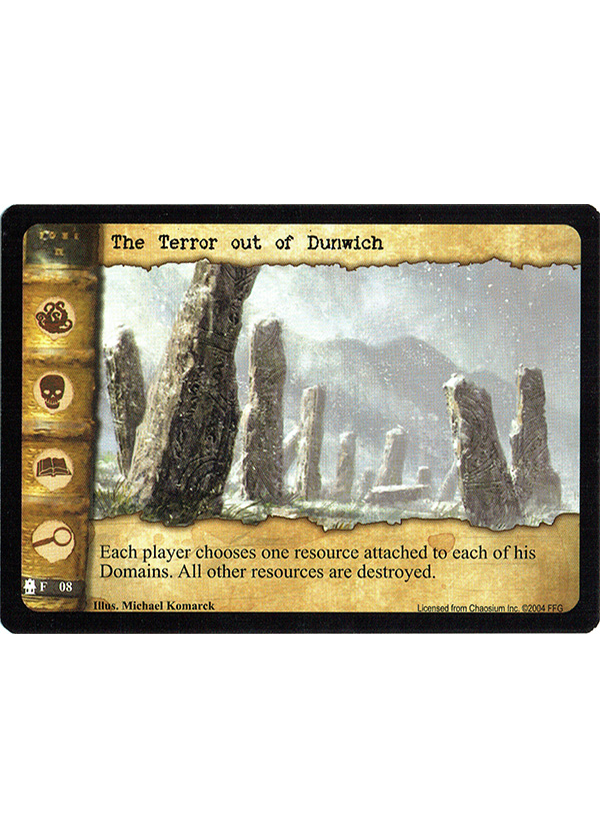 The Terror out of Dunwich
Each player chooses one resource attached to each of his
Domains. All other resources are destroyed.
F 08
Illus. Michael Komarck
Licensed from Chaosium Inc. ©2004 FFG